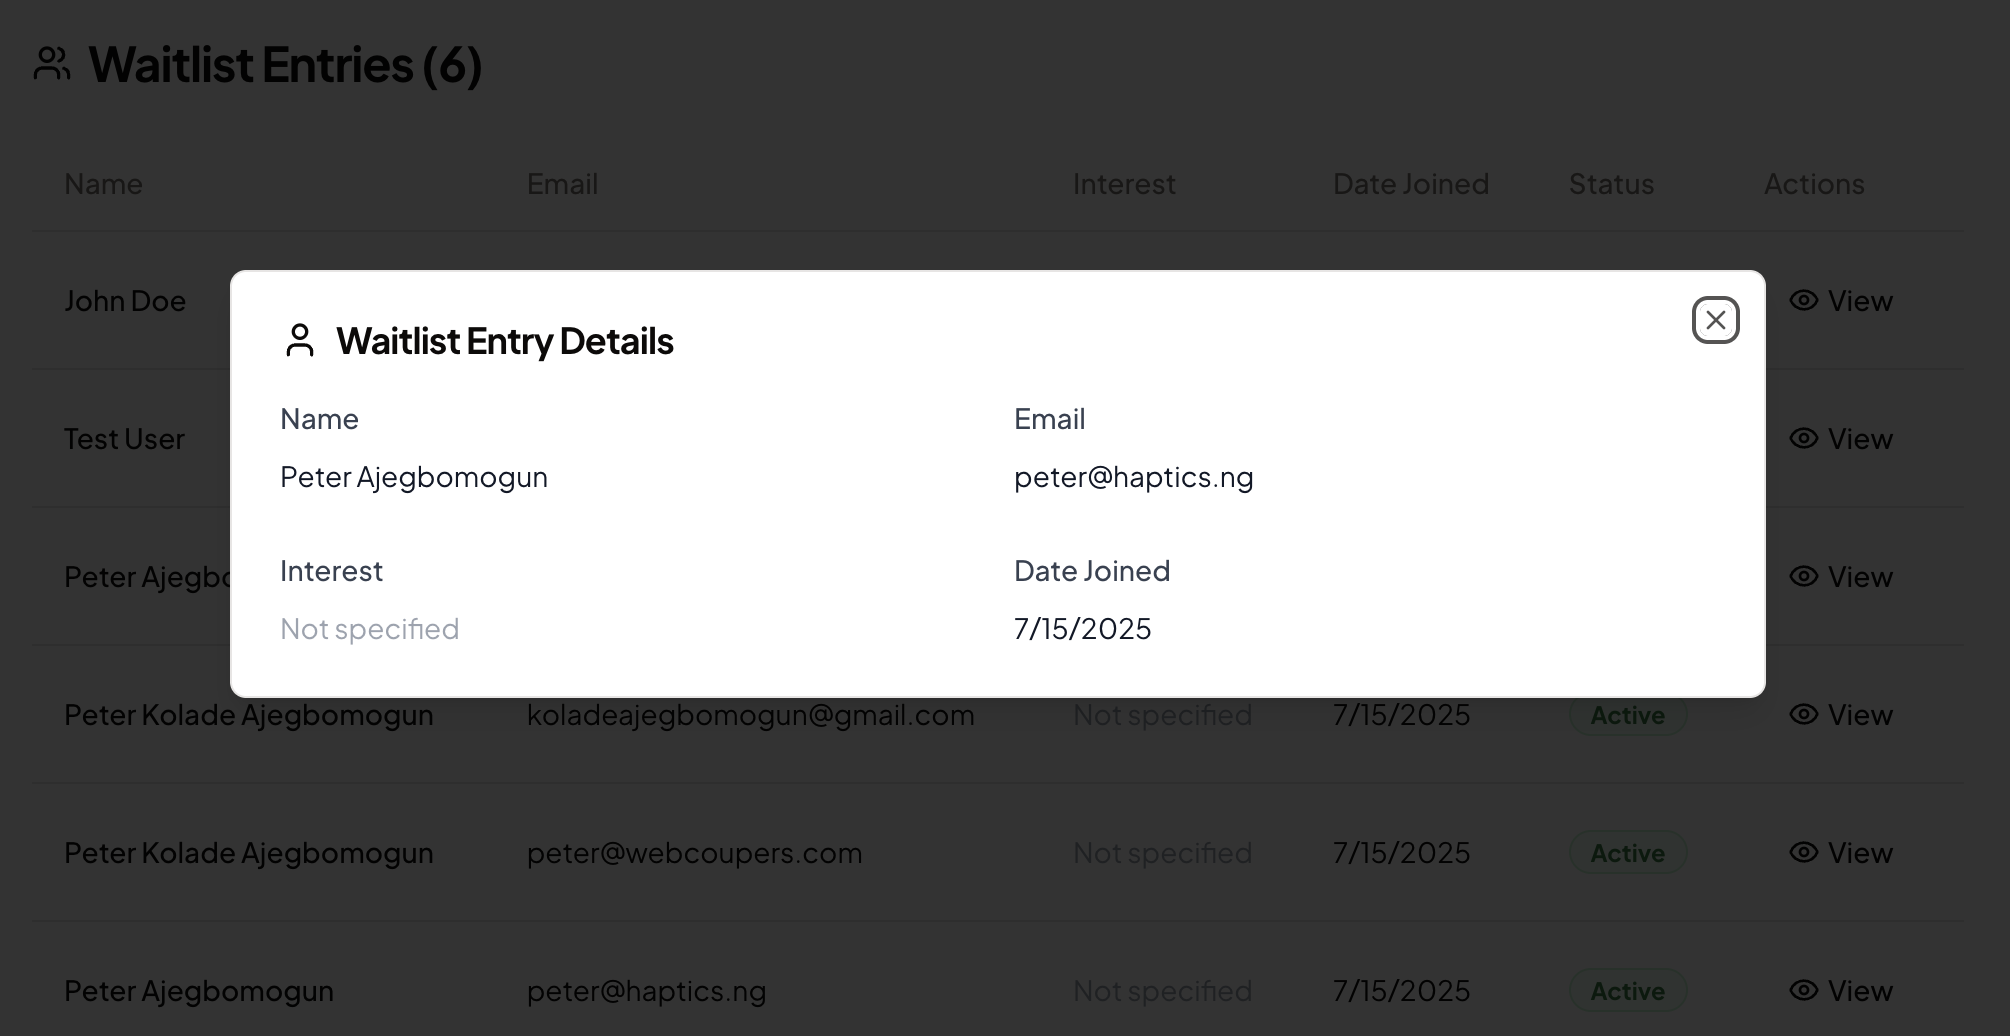 Waitlist Entries (6)
Name Email Interest Date Joined Status Actions
John Doe View
Waitlist Entry Details
Name Email
Test User View
Peter Ajegbomogun peter@haptics.ng
Interest Date Joined
Peter View
Not specified 7/15/2025
Peter Kolade Ajegbomogun koladeajegbomogun@gmail.com Not specified 7/15/2025 Active View
Peter Kolade Ajegbomogun peter@webcoupers.com Not specified 7/15/2025 Active View
Peter Ajegbomogun peter@haptics.ng Not specified 7/15/2025 Active View